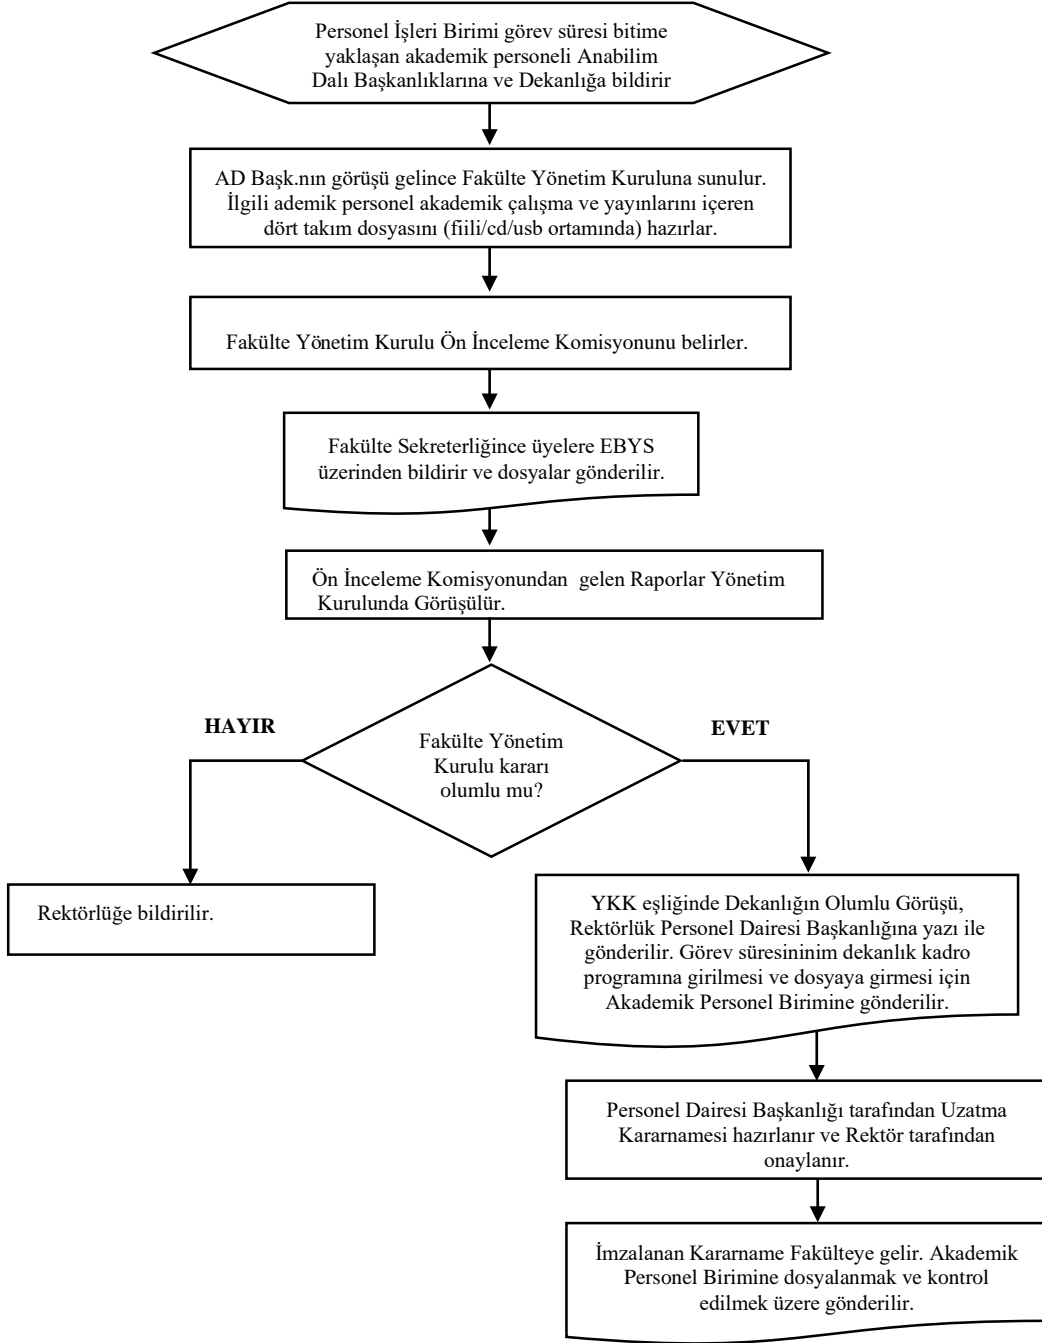 Personel İşleri Birimi görev süresi bitime
yaklaşan akademik personeli Anabilim
Dalı Başkanlıklarına ve Dekanlığa bildirir
AD Başk.nın görüşü gelince Fakülte Yönetim Kuruluna sunulur.
İlgili ademik personel akademik çalışma ve yayınlarını içeren
dört takım dosyasını (fiili/cd/usb ortamında) hazırlar.
Fakülte Yönetim Kurulu Ön İnceleme Komisyonunu belirler.
Fakülte Sekreterliğince üyelere EBYS
üzerinden bildirir ve dosyalar gönderilir.
Ön İnceleme Komisyonundan gelen Raporlar Yönetim
Kurulunda Görüşülür.
HAYIR
EVET
Fakülte Yönetim
Kurulu kararı
olumlu mu?
Rektörlüğe bildirilir.
YKK eşliğinde Dekanlığın Olumlu Görüşü,
Rektörlük Personel Dairesi Başkanlığına yazı ile
gönderilir. Görev süresininim dekanlık kadro
programına girilmesi ve dosyaya girmesi için
Akademik Personel Birimine gönderilir.
Personel Dairesi Başkanlığı tarafından Uzatma
Kararnamesi hazırlanır ve Rektör tarafından
onaylanır.
İmzalanan Kararname Fakülteye gelir. Akademik
Personel Birimine dosyalanmak ve kontrol
edilmek üzere gönderilir.